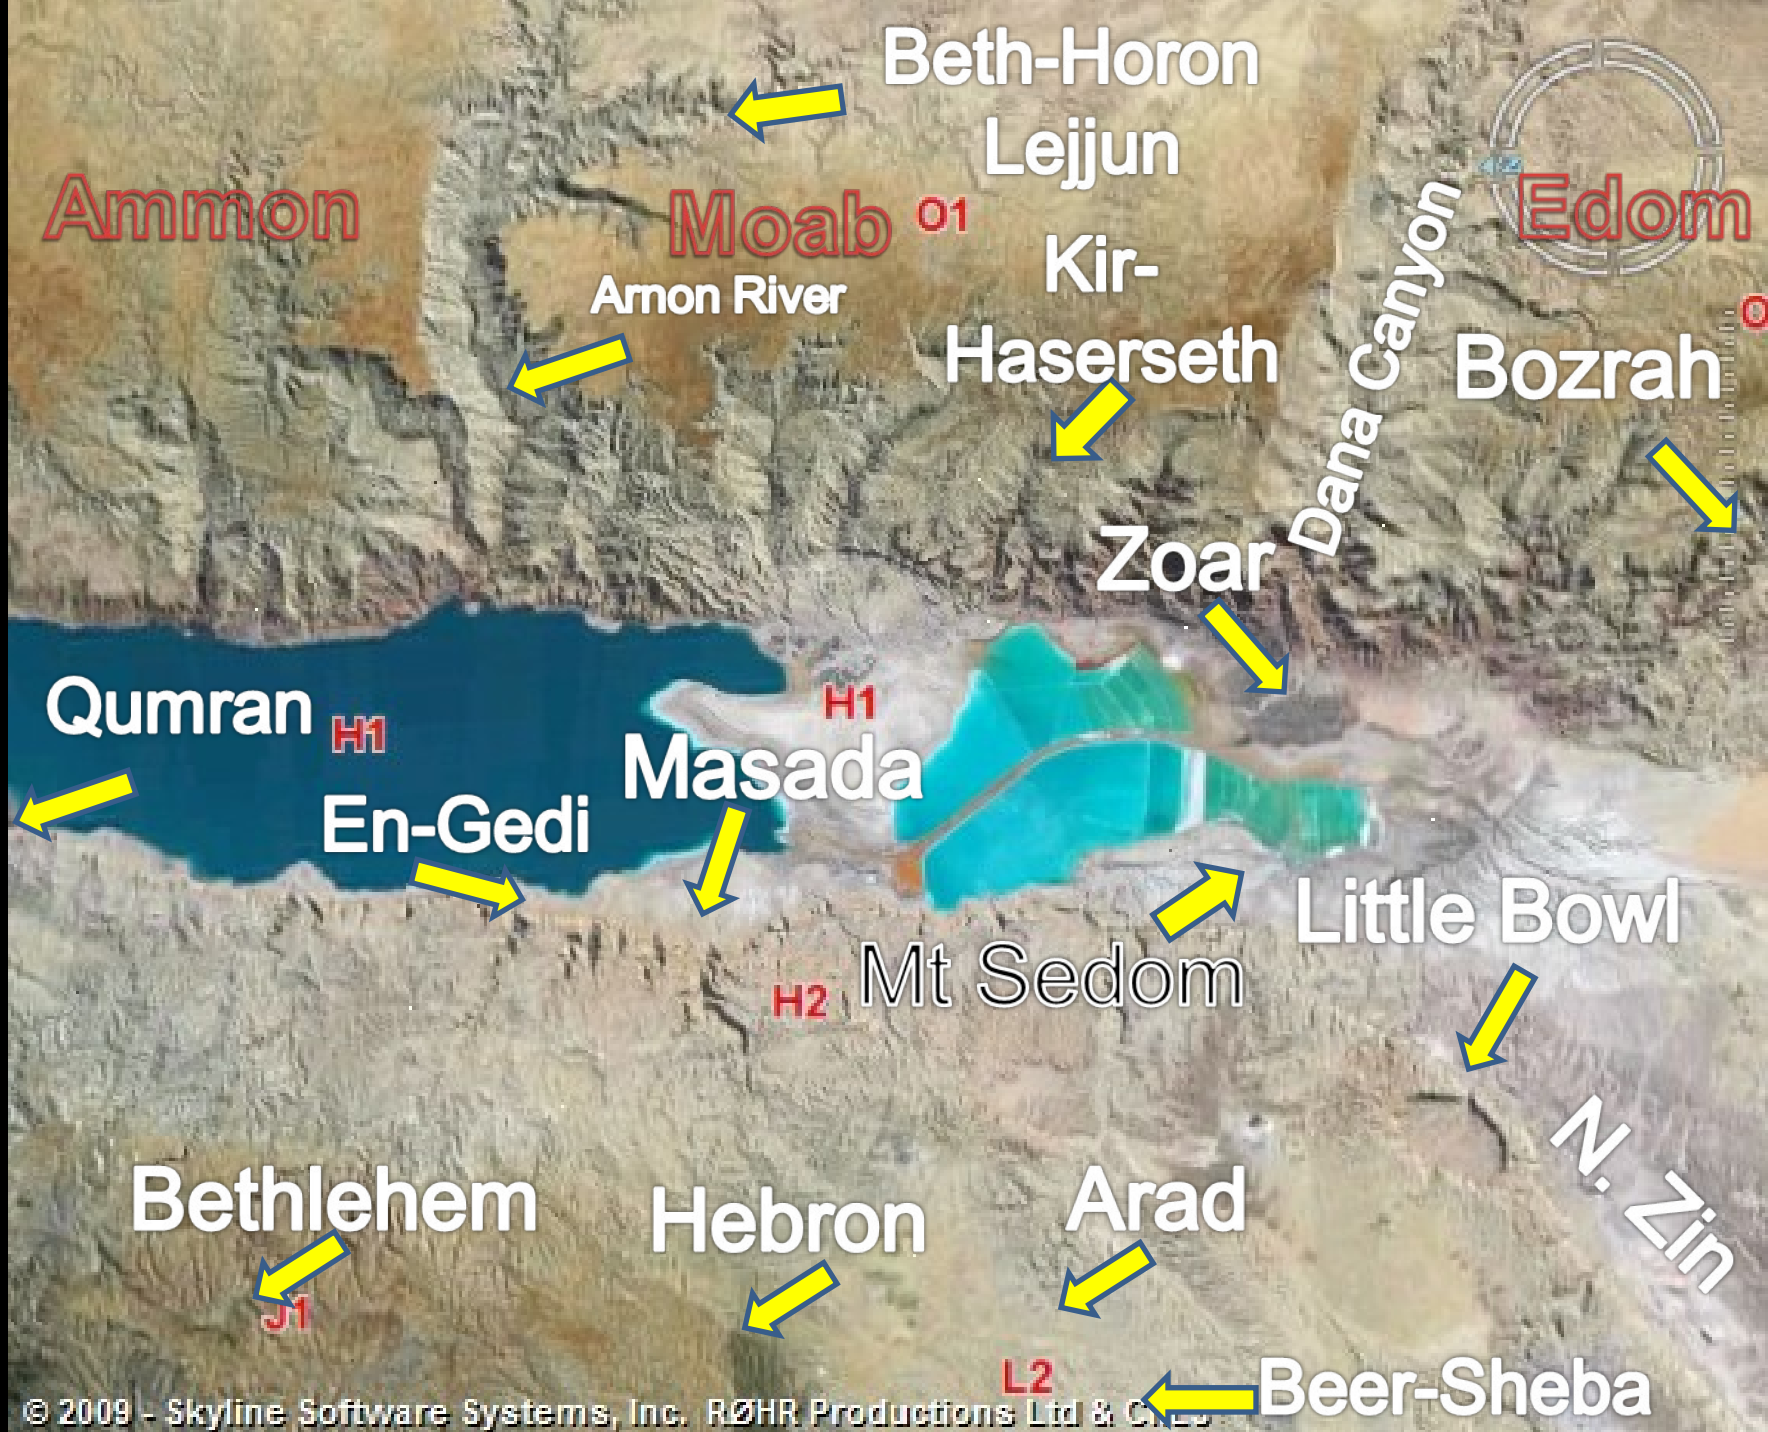 Beth-Horon
Lejjun
Ammon
Moab
O1
Edom
Kir-
Haserseth
Arnon River
Dana Canyon
Bozrah
Zoar
Qumran
H1
H1
Masada
En-Gedi
Little Bowl
Mt Sedom
H2
N. Zin
Bethlehem
Hebron
Arad
J1
L2
Beer-Sheba
© 2009 - Skyline Software Systems, Inc. RØHR Productions Ltd &